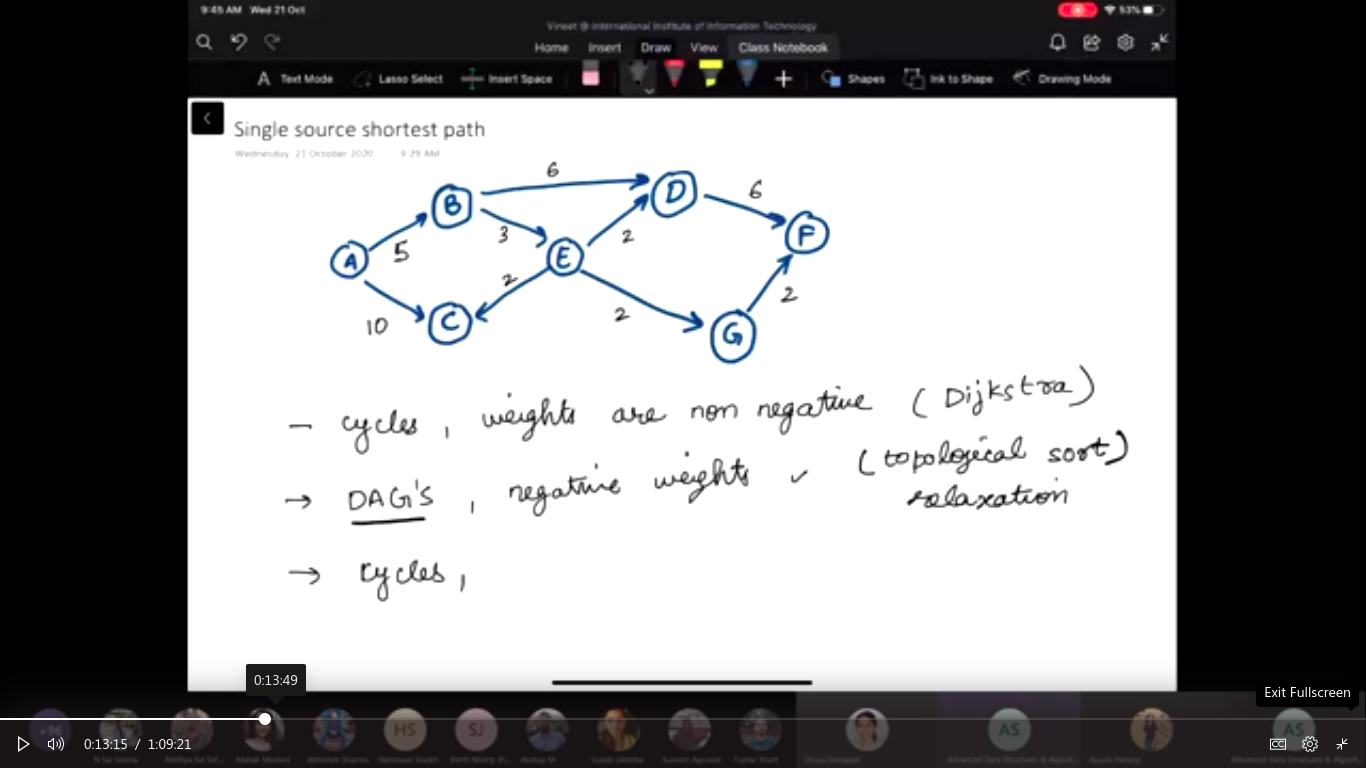 9:45 AM Wed 21 Oct
53%
Vineet @ International Institute of Information Technology
Home Insert Draw View Class Notebook
Text Mode Lasso Select Insert Space Shapes Ink to Shape Drawing Mode
Single source shortest path
Wednesday, 21 October 2020 9:29 AM
6
B D 6
5 3 2 F
A E
10 C 2 2 G 2
- cycles, weights are non negative (Dijkstra)
→ DAG's, negative weights ✓ (topological sort)
relaxation
→ cycles,
0:13:49
Exit Fullscreen
HS SJ AS AS
0:13:15 / 1:09:21